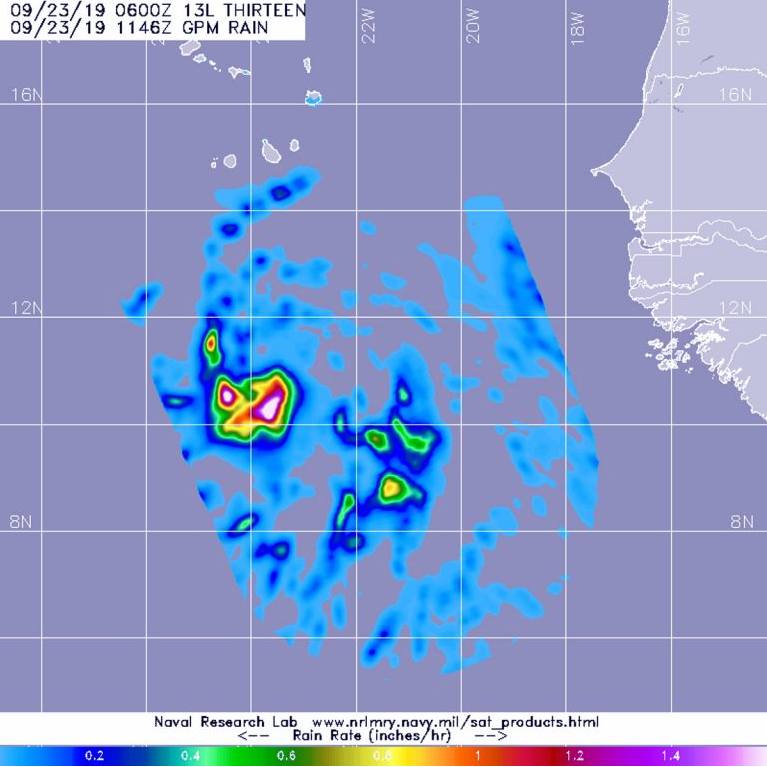 09/23/19 0600Z 13L THIRTEEN
09/23/19 1146Z GPM RAIN
22W
20W
18W
16W
16N 16N
12N 12N
8N 8N
Naval Research Lab www.nrlmry.navy.mil/sat_products.html
<-- Rain Rate (inches/hr) -->
0.2 0.4 0.6 0.8 1 1.2 1.4